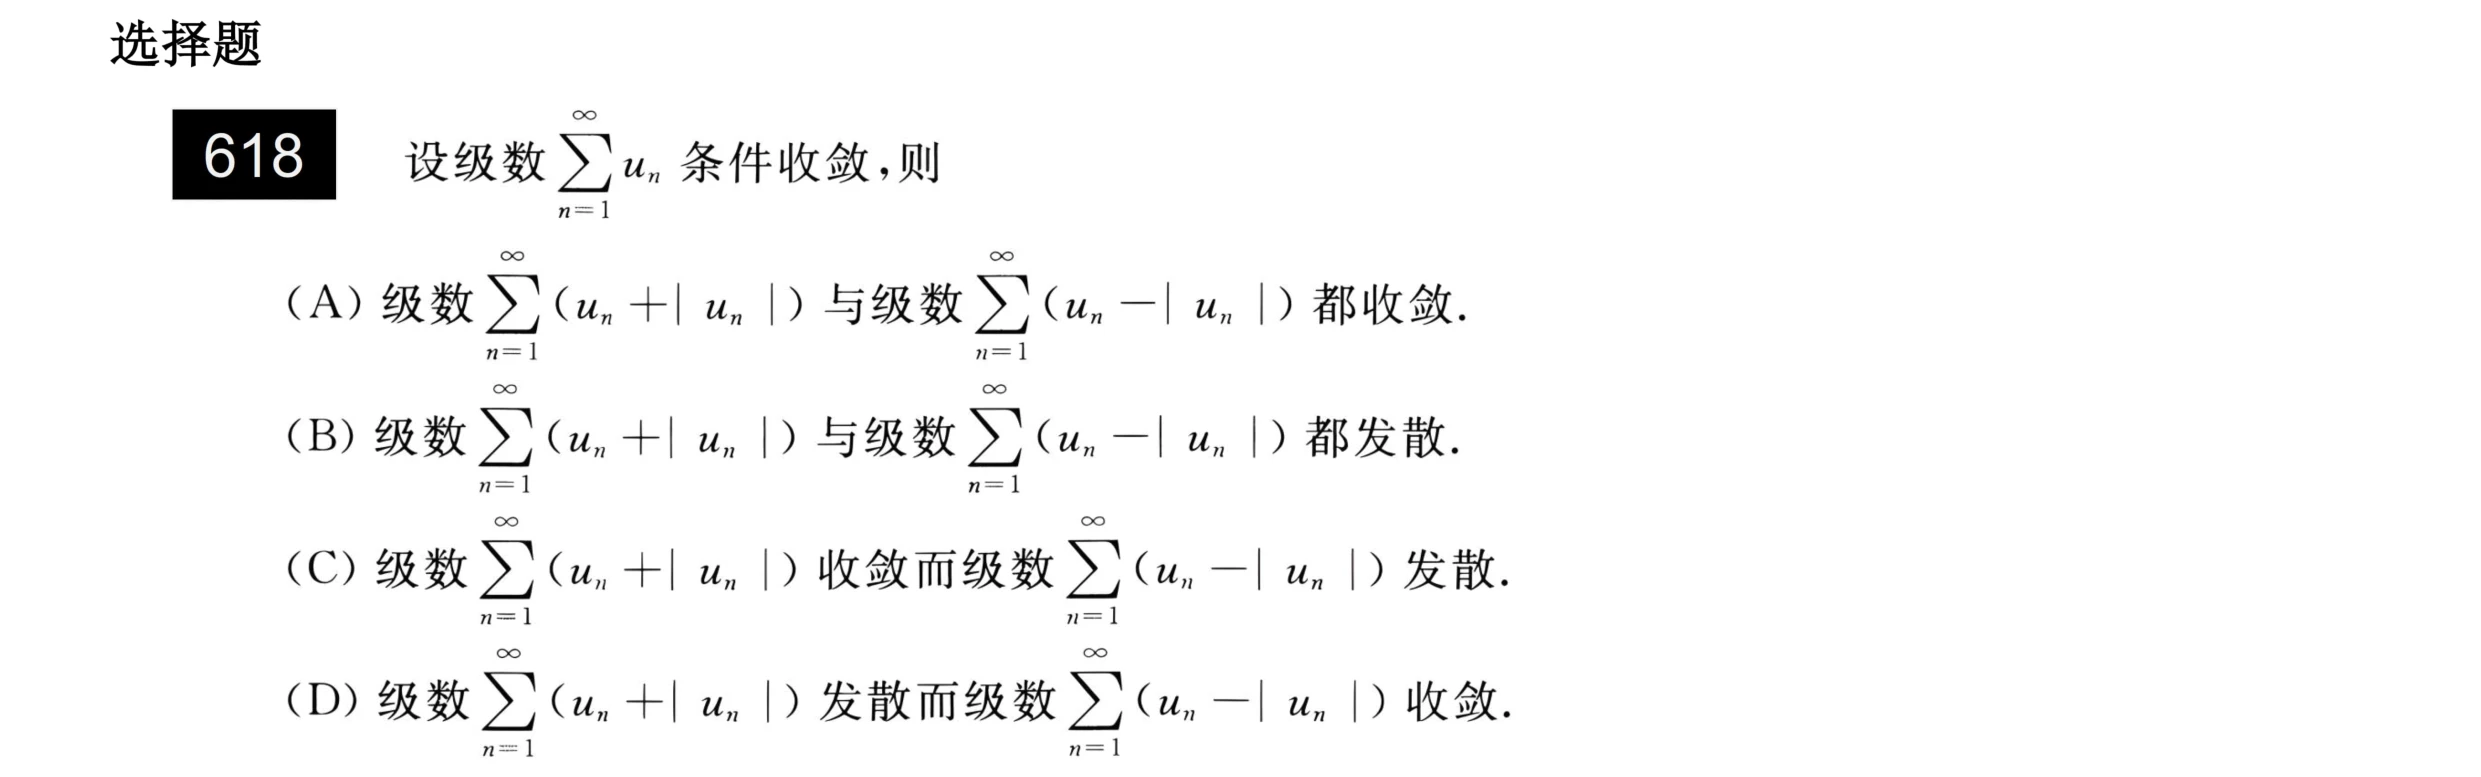 选择题
618 设级数 $\sum_{n=1}^{\infty} u_n$ 条件收敛,则
(A) 级数 $\sum_{n=1}^{\infty} (u_n + | u_n |)$ 与级数 $\sum_{n=1}^{\infty} (u_n - | u_n |)$ 都收敛.
(B) 级数 $\sum_{n=1}^{\infty} (u_n + | u_n |)$ 与级数 $\sum_{n=1}^{\infty} (u_n - | u_n |)$ 都发散.
(C) 级数 $\sum_{n=1}^{\infty} (u_n + | u_n |)$ 收敛而级数 $\sum_{n=1}^{\infty} (u_n - | u_n |)$ 发散.
(D) 级数 $\sum_{n=1}^{\infty} (u_n + | u_n |)$ 发散而级数 $\sum_{n=1}^{\infty} (u_n - | u_n |)$ 收敛.